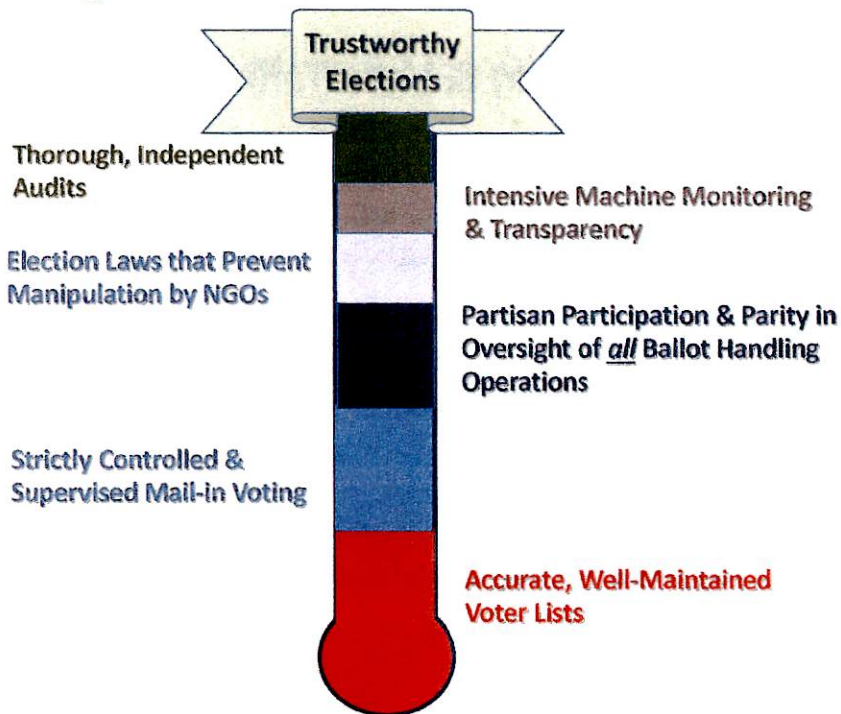 Trustworthy
Elections
Thorough, Independent
Audits
Intensive Machine Monitoring
& Transparency
Election Laws that Prevent
Manipulation by NGOs
Partisan Participation & Parity in
Oversight of all Ballot Handling
Operations
Strictly Controlled &
Supervised Mail-in Voting
Accurate, Well-Maintained
Voter Lists